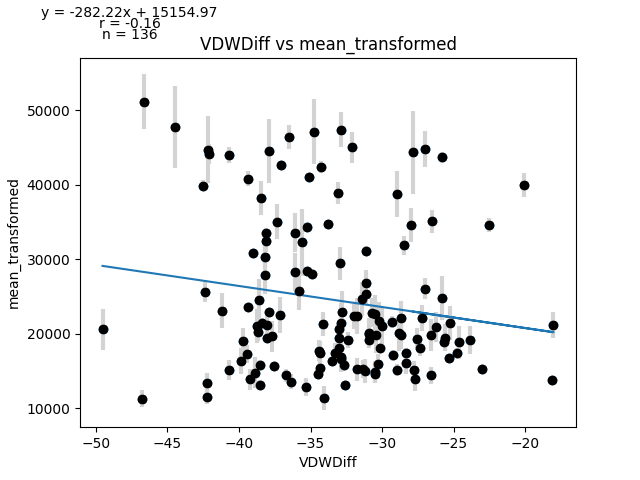 y = -282.22x + 15154.97
r = -0.16
n = 136
VDWDiff vs mean_transformed
50000
40000
30000
20000
10000
mean_transformed
−50
−45
−40
−35
−30
−25
−20
VDWDiff